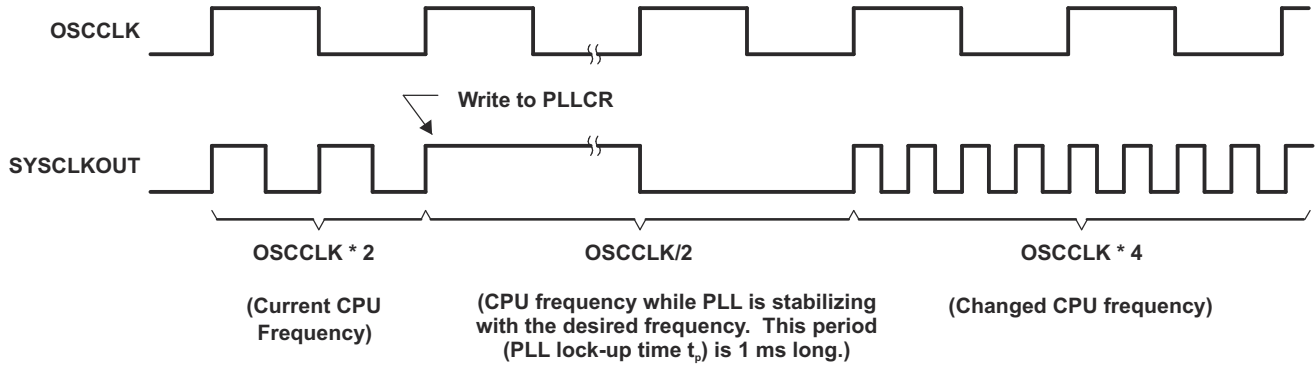 OSCCLK
Write to PLLCR
SYSCLKOUT
OSCCLK * 2
(Current CPU
Frequency)
OSCCLK/2
(CPU frequency while PLL is stabilizing
with the desired frequency. This period
(PLL lock-up time tp) is 1 ms long.)
OSCCLK * 4
(Changed CPU frequency)